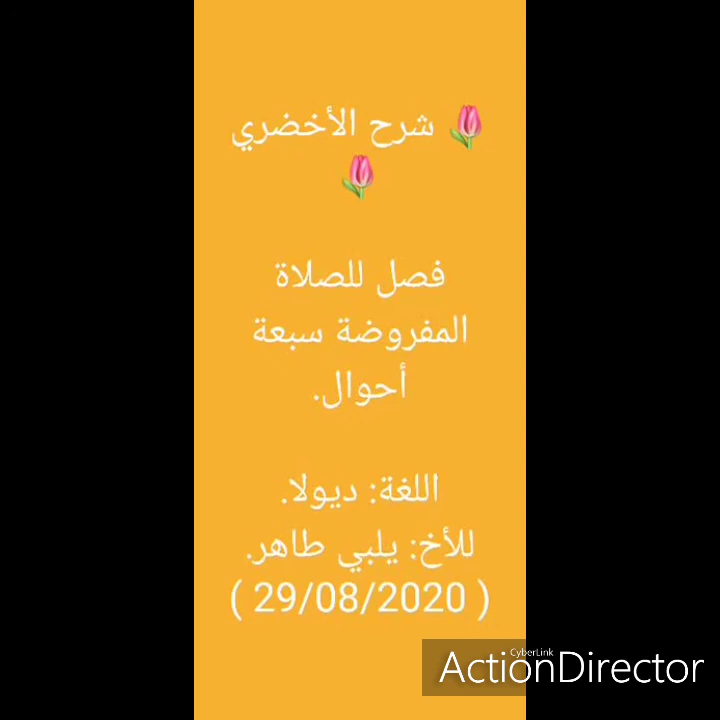 🌷 شرح الأخضري
🌷
فصل للصلاة
المفروضة سبعة
أحوال.
اللغة: ديولا.
للأخ: يلبي طاهر.
( 29/08/2020 )
CyberLink
ActionDirector